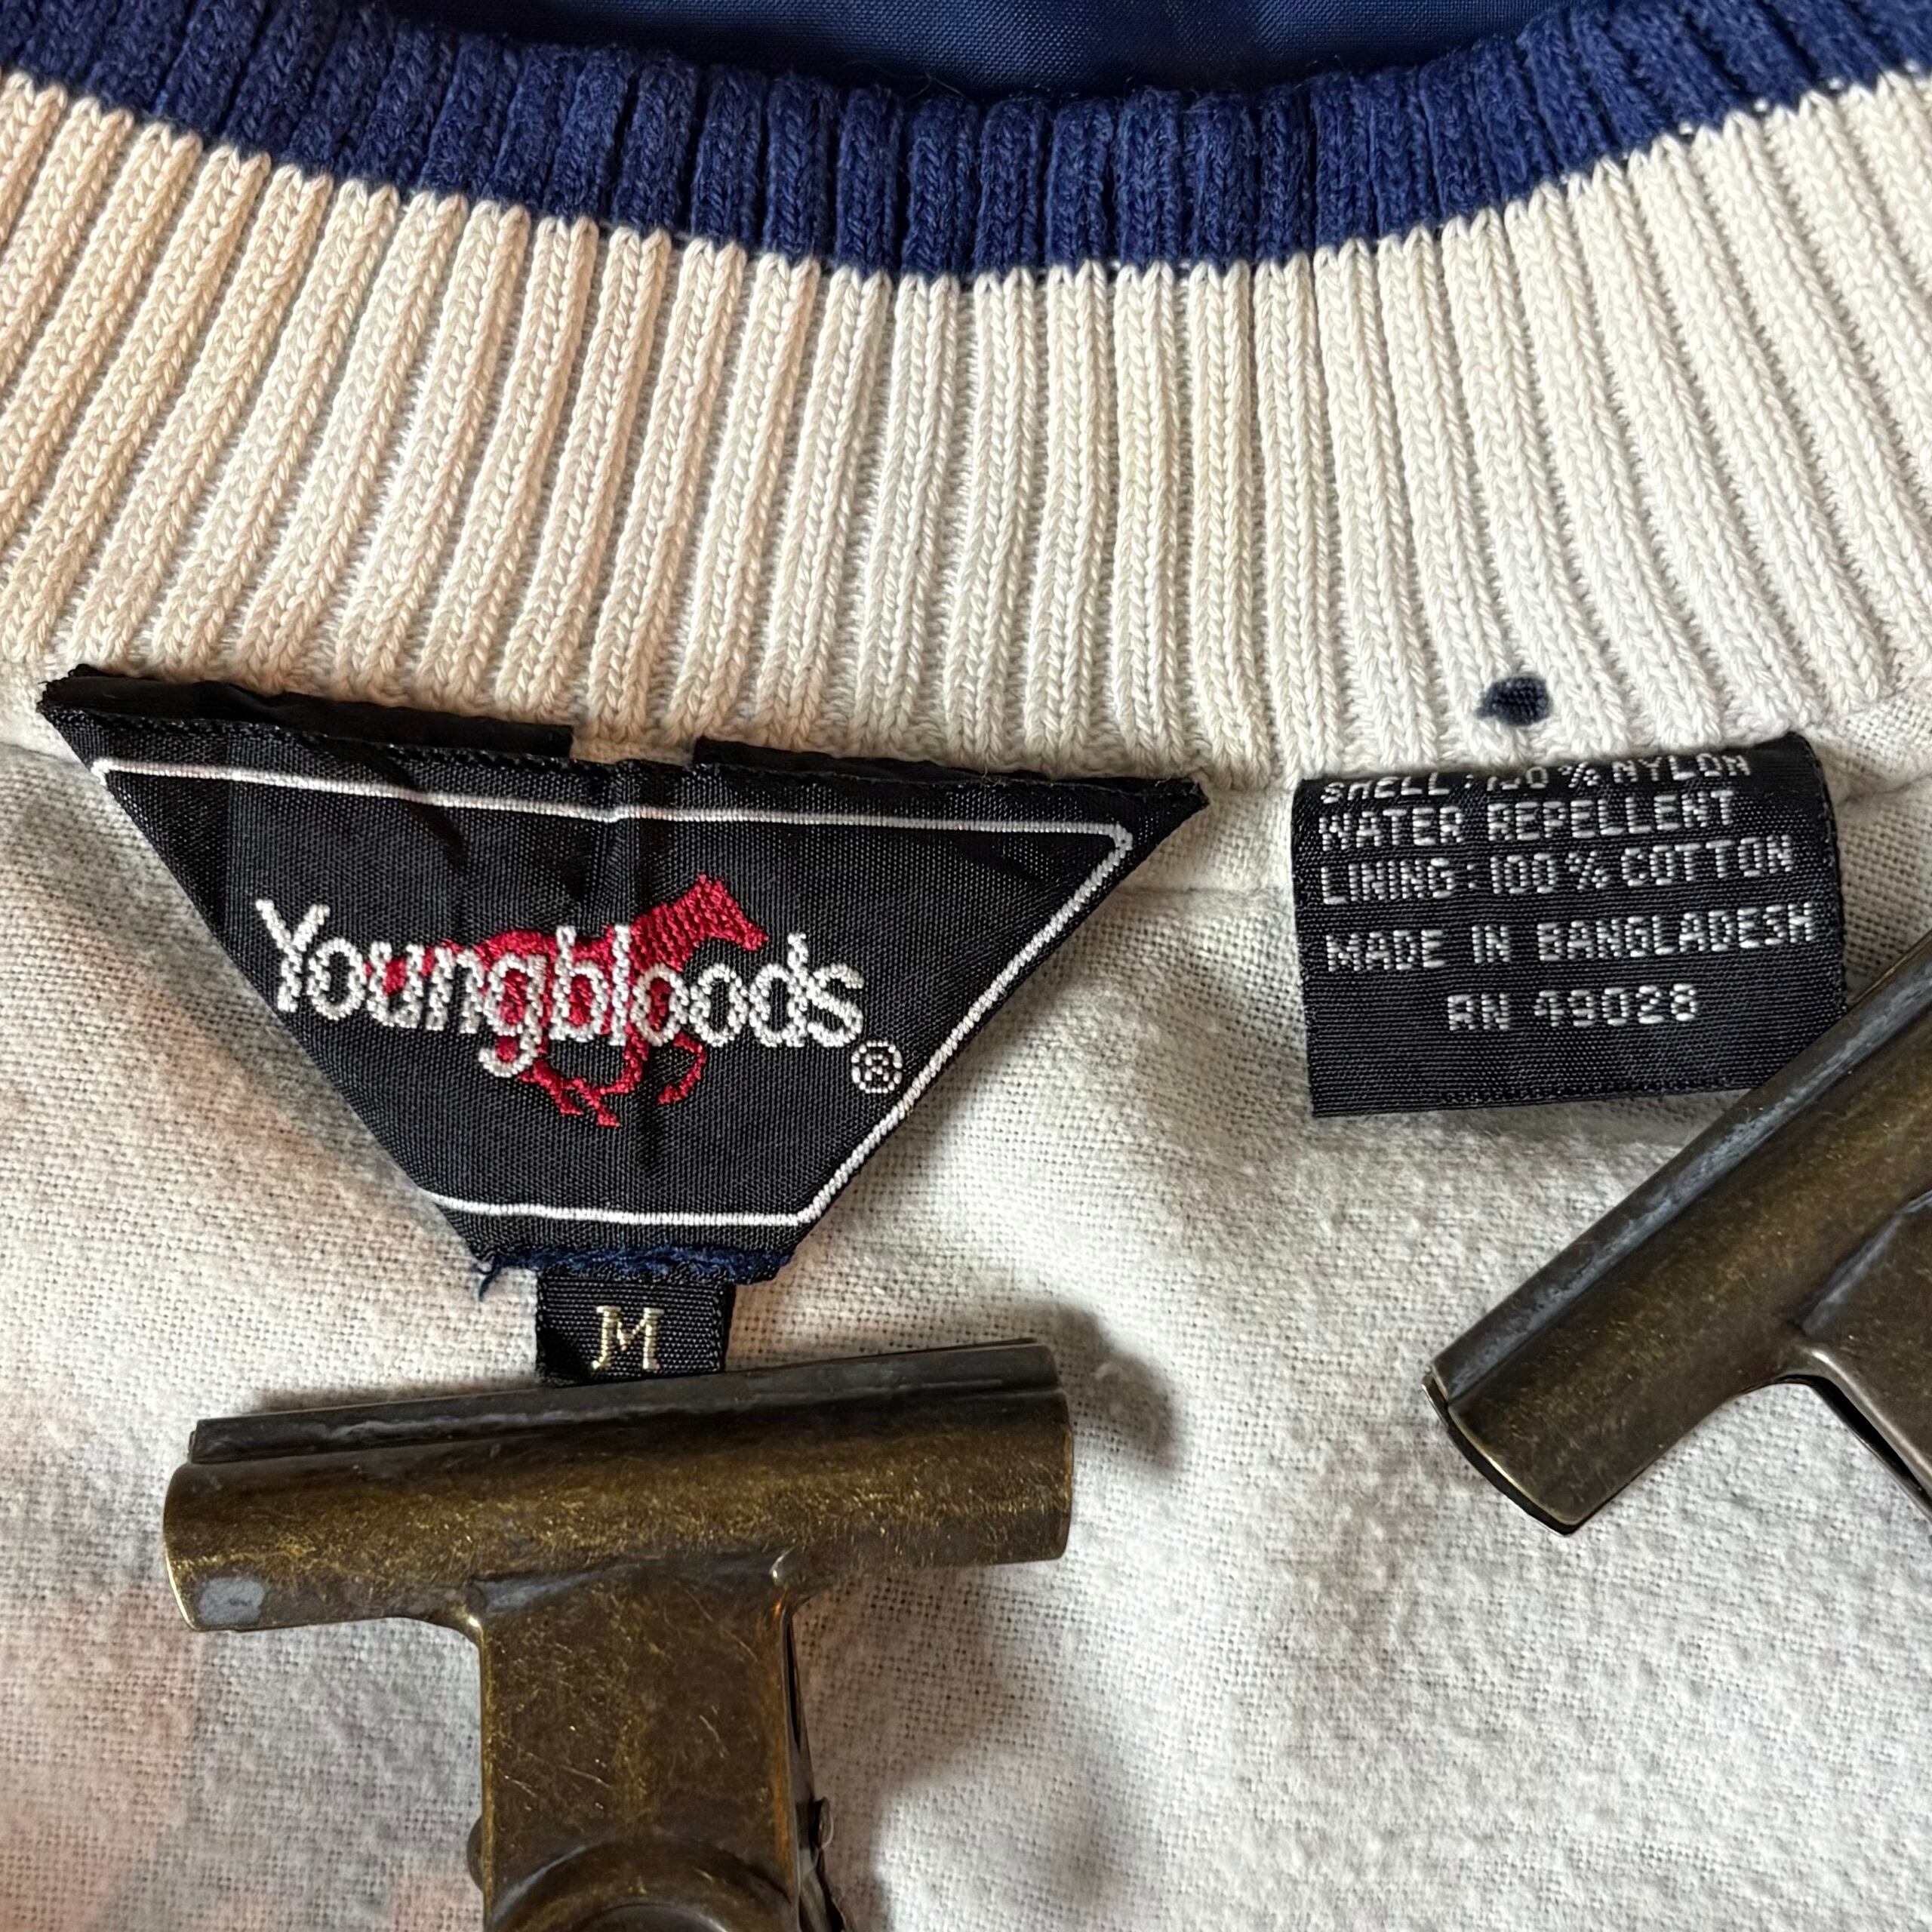 Youngbloods ®
M
SHELL : 100 % NYLON
WATER REPELLENT
LINING : 100 % COTTON
MADE IN BANGLADESH
RN 49028